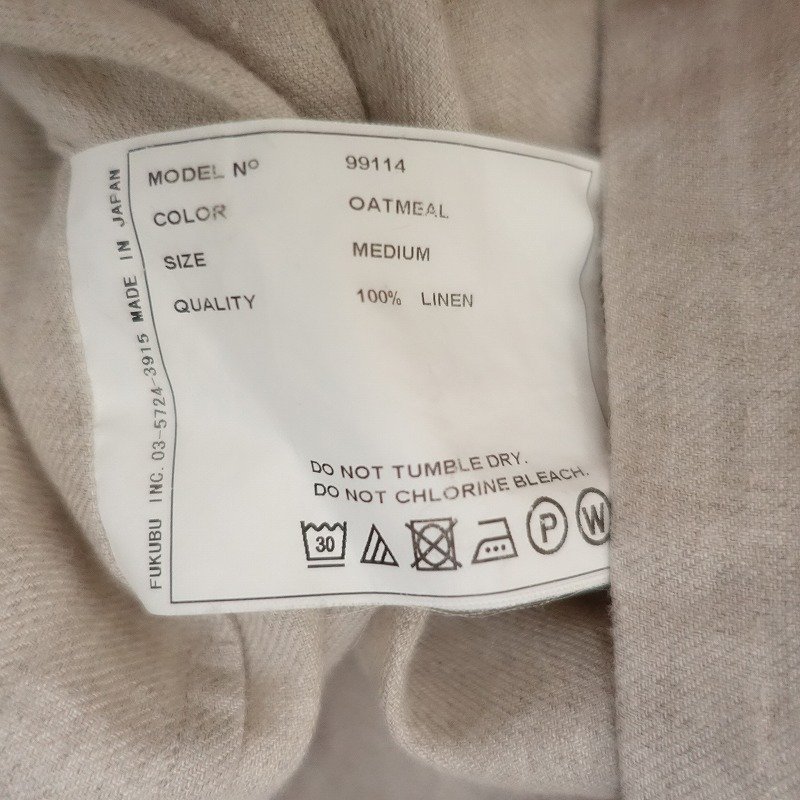 MODEL Nº 99114
COLOR OATMEAL
SIZE MEDIUM
QUALITY 100% LINEN
DO NOT TUMBLE DRY.
DO NOT CHLORINE BLEACH.
30 P W
FUKUBU INC. 03-5724-3915 MADE IN JAPAN